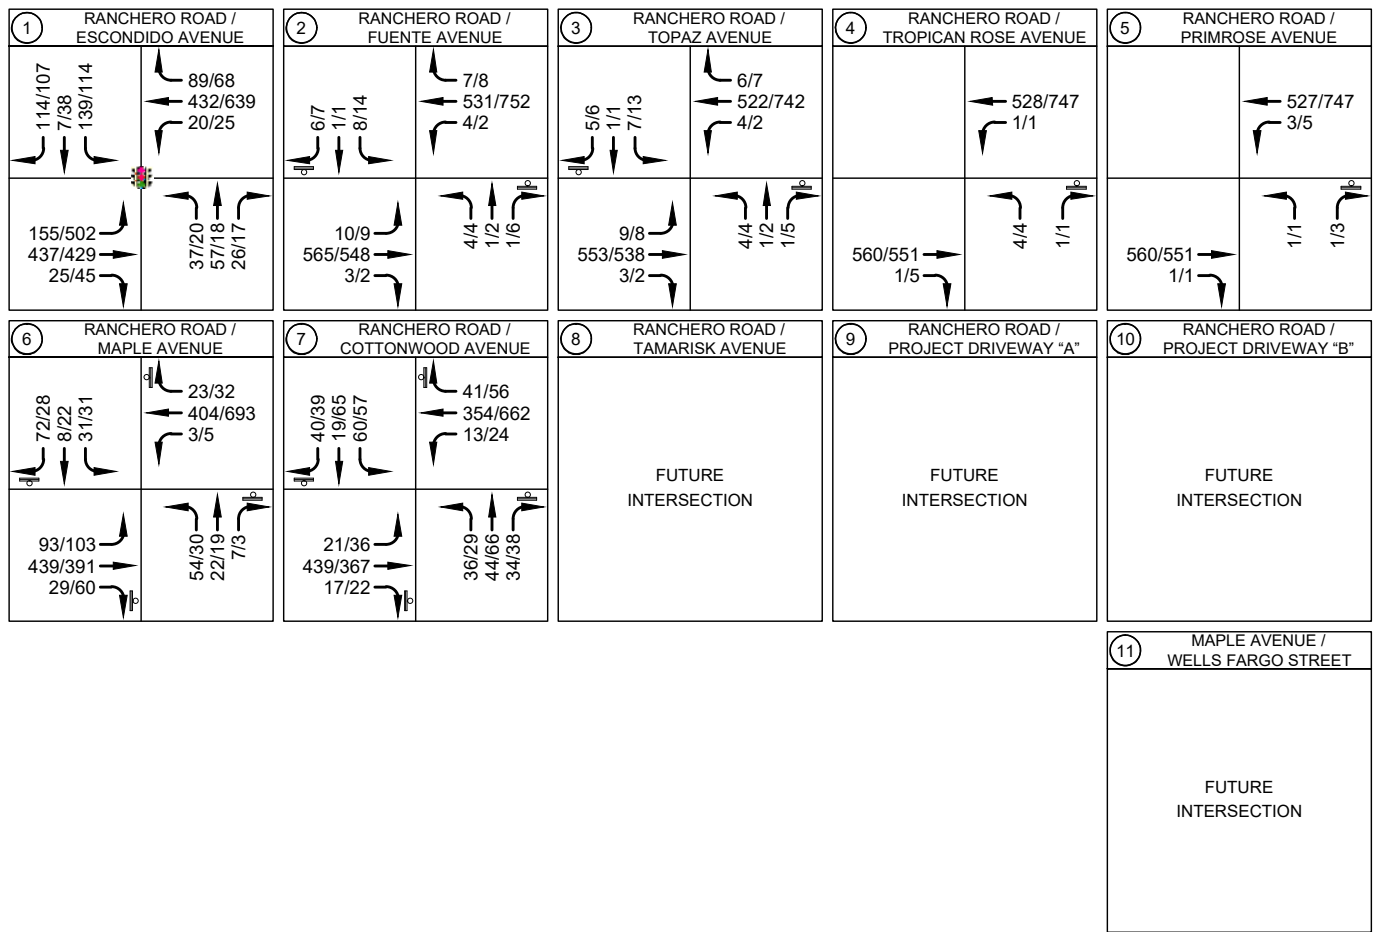 1
RANCHERO ROAD /
ESCONDIDO AVENUE
114/107
7/38
139/114
89/68
432/639
20/25
155/502
437/429
25/45
37/20
57/18
26/17
2
RANCHERO ROAD /
FUENTE AVENUE
6/7
1/1
8/14
7/8
531/752
4/2
10/9
565/548
3/2
4/4
1/2
1/6
3
RANCHERO ROAD /
TOPAZ AVENUE
5/6
1/1
7/13
6/7
522/742
4/2
9/8
553/538
3/2
4/4
1/2
1/5
4
RANCHERO ROAD /
TROPICAN ROSE AVENUE
528/747
1/1
560/551
1/5
4/4
1/1
5
RANCHERO ROAD /
PRIMROSE AVENUE
527/747
3/5
560/551
1/1
1/1
1/3
6
RANCHERO ROAD /
MAPLE AVENUE
72/28
8/22
31/31
23/32
404/693
3/5
93/103
439/391
29/60
54/30
22/19
7/3
7
RANCHERO ROAD /
COTTONWOOD AVENUE
40/39
19/65
60/57
41/56
354/662
13/24
21/36
439/367
17/22
36/29
44/66
34/38
8
RANCHERO ROAD /
TAMARISK AVENUE
FUTURE
INTERSECTION
9
RANCHERO ROAD /
PROJECT DRIVEWAY “A”
FUTURE
INTERSECTION
10
RANCHERO ROAD /
PROJECT DRIVEWAY “B”
FUTURE
INTERSECTION
11
MAPLE AVENUE /
WELLS FARGO STREET
FUTURE
INTERSECTION